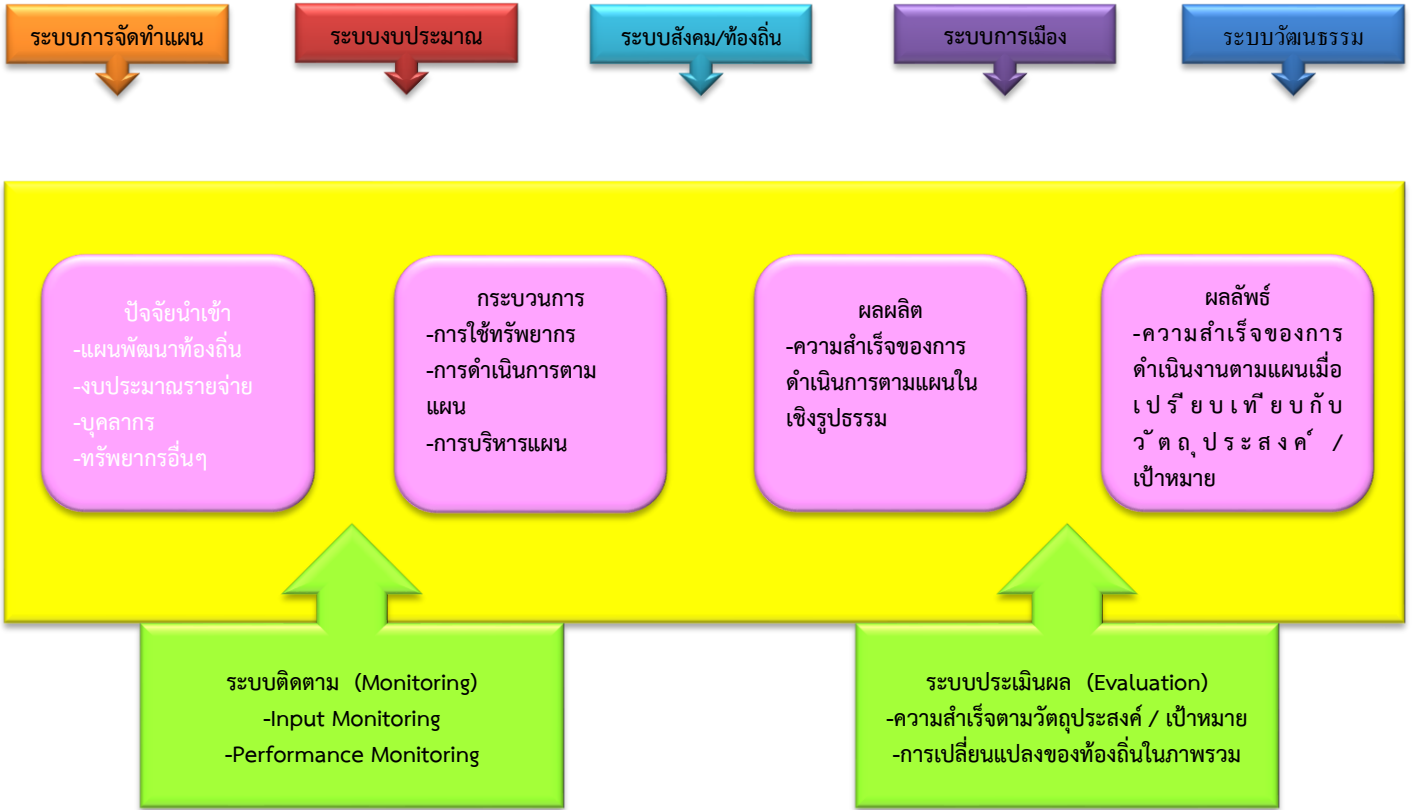 ระบบการจัดทำแผน
ระบบงบประมาณ
ระบบสังคม/ท้องถิ่น
ระบบการเมือง
ระบบวัฒนธรรม
ปัจจัยนำเข้า
-แผนพัฒนาท้องถิ่น
-งบประมาณรายจ่าย
-บุคลากร
-ทรัพยากรอื่นๆ
กระบวนการ
-การใช้ทรัพยากร
-การดำเนินการตาม
แผน
-การบริหารแผน
ผลผลิต
-ความสำเร็จของการ
ดำเนินการตามแผนใน
เชิงรูปธรรม
ผลลัพธ์
-ความสำเร็จของการ
ดำเนินงานตามแผนเมื่อ
เปรียบเทียบกับ
วัตถุประสงค์ /
เป้าหมาย
ระบบติดตาม (Monitoring)
-Input Monitoring
-Performance Monitoring
ระบบประเมินผล (Evaluation)
-ความสำเร็จตามวัตถุประสงค์ / เป้าหมาย
-การเปลี่ยนแปลงของท้องถิ่นในภาพรวม